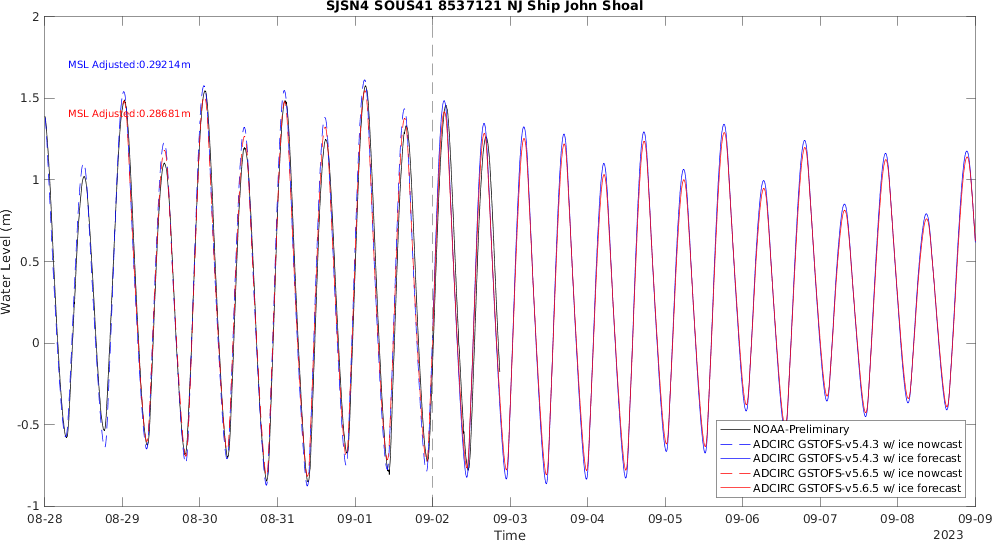 SJSN4 SOUS41 8537121 NJ Ship John Shoal
2
MSL Adjusted:0.29214m
1.5
MSL Adjusted:0.28681m
1
0.5
0
-0.5
-1
Water Level (m)
NOAA-Preliminary
ADCIRC GSTOFS-v5.4.3 w/ ice nowcast
ADCIRC GSTOFS-v5.4.3 w/ ice forecast
ADCIRC GSTOFS-v5.6.5 w/ ice nowcast
ADCIRC GSTOFS-v5.6.5 w/ ice forecast
08-28 08-29 08-30 08-31 09-01 09-02 09-03 09-04 09-05 09-06 09-07 09-08 09-09
Time
2023